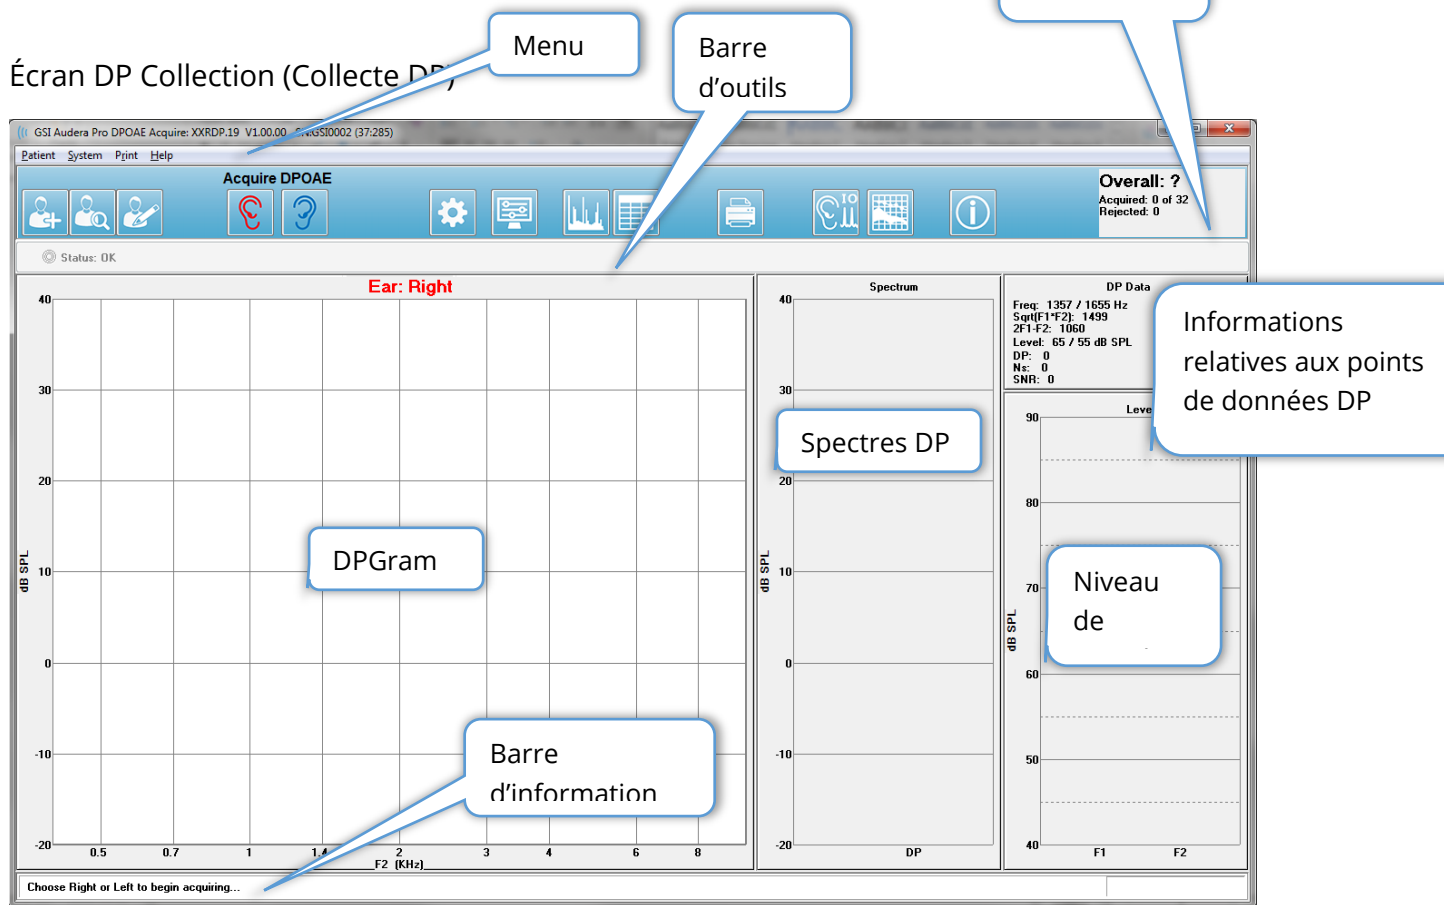 Menu
Barre
d'outils
Écran DP Collection (Collecte DP)
GSI Audera Pro DPOAE Acquire: XXRDP.19 V1.00.00 SN:GSI0002 (37:285)
Patient System Print Help
Acquire DPOAE
IO
Overall: ?
Acquired: 0 of 32
Rejected: 0
Status: OK
Ear: Right
40
30
20
10
0
-10
-20
dB SPL
0.5 0.7 1 1.4 2 3 4 6 8
F2 (KHz)
DPGram
Barre
d'information
Spectrum
40
30
20
10
0
-10
-20
dB SPL
DP
Spectres DP
DP Data
Freq: 1357 / 1655 Hz
Sqrt(F1*F2): 1499
2F1-F2: 1060
Level: 65 / 55 dB SPL
DP: 0
Ns: 0
SNR: 0
Informations
relatives aux points
de données DP
90
80
70
60
50
40
dB SPL
F1 F2
Niveau
de
Choose Right or Left to begin acquiring...